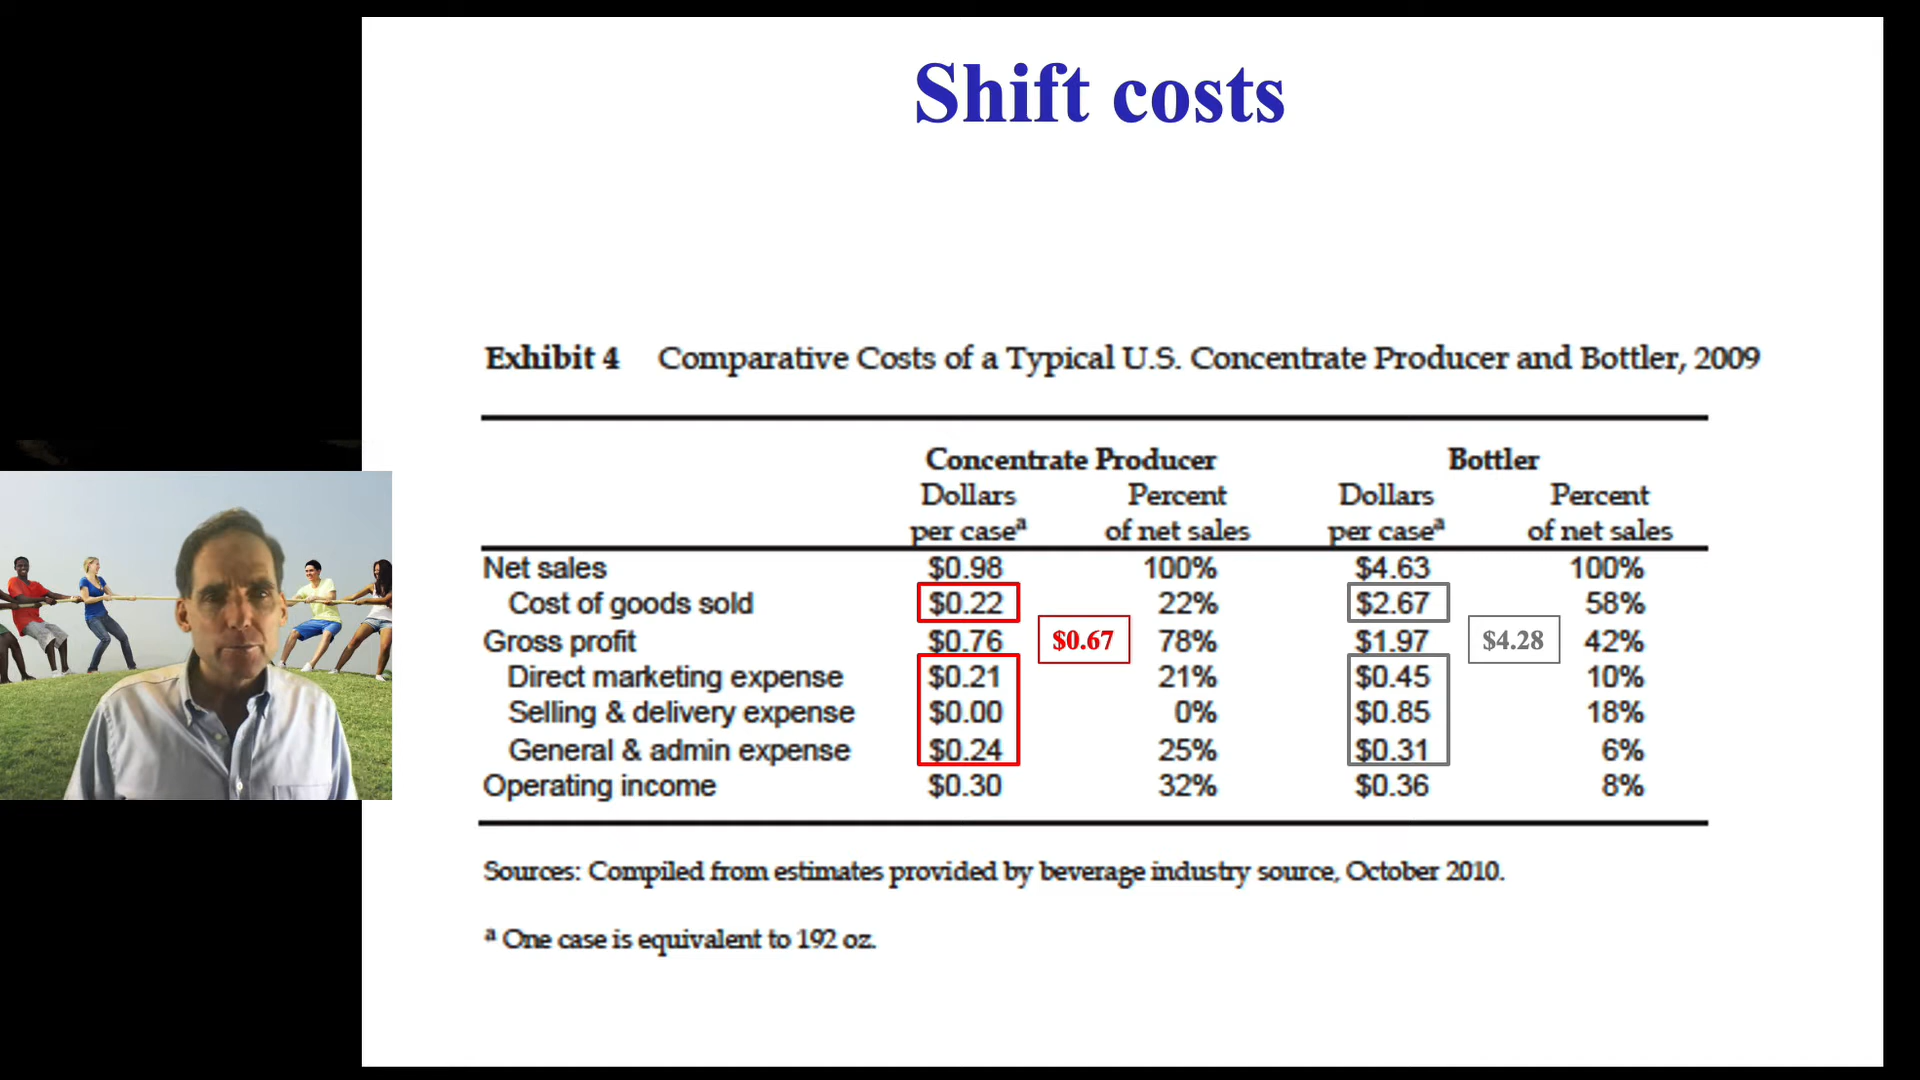 Shift costs
Exhibit 4 Comparative Costs of a Typical U.S. Concentrate Producer and Bottler, 2009
Concentrate Producer Bottler
Dollars Percent Dollars Percent
per caseª of net sales per caseª of net sales
Net sales $0.98 100% $4.63 100%
Cost of goods sold $0.22 22% $2.67 58%
Gross profit $0.76 $0.67 78% $1.97 $4.28 42%
Direct marketing expense $0.21 21% $0.45 10%
Selling & delivery expense $0.00 0% $0.85 18%
General & admin expense $0.24 25% $0.31 6%
Operating income $0.30 32% $0.36 8%
Sources: Compiled from estimates provided by beverage industry source, October 2010.
ª One case is equivalent to 192 oz.